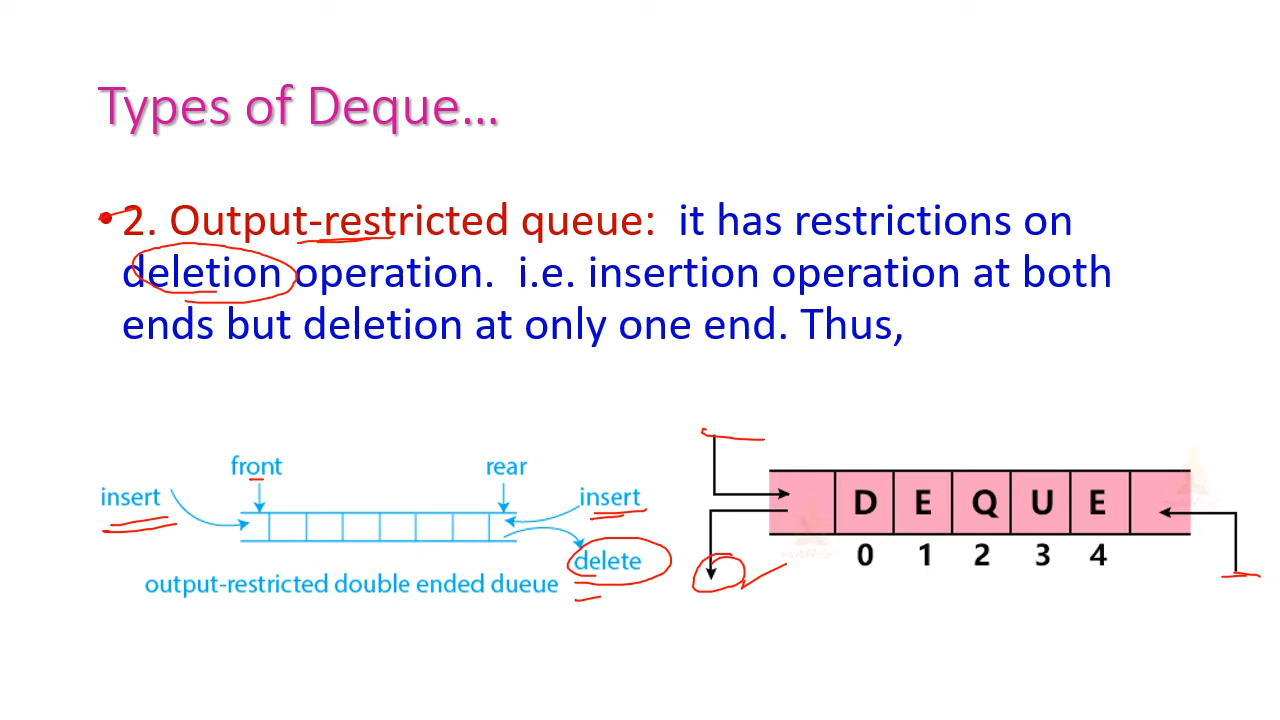 Types of Deque...
• 2. Output-restricted queue: it has restrictions on
deletion operation. i.e. insertion operation at both
ends but deletion at only one end. Thus,
front rear
insert insert
delete
output-restricted double ended dueue
D E Q U E
0 1 2 3 4